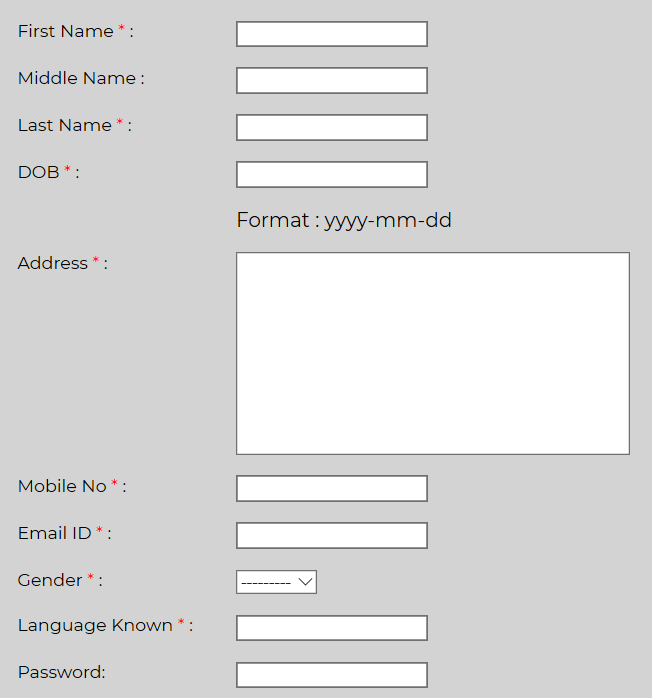 First Name * :
Middle Name :
Last Name * :
DOB * :
Format : yyyy-mm-dd
Address * :
Mobile No * :
Email ID * :
Gender * : ---------
Language Known * :
Password: